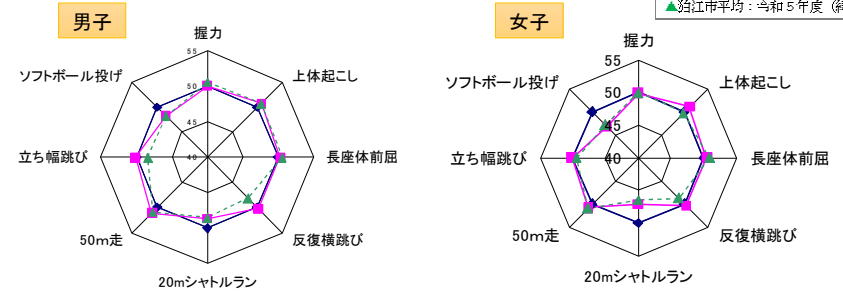 ▲狛江市平均:令和5年度
男子
女子
握力
上体起こし
長座体前屈
反復横跳び
20mシャトルラン
50m走
立ち幅跳び
ソフトボール投げ
55
50
45
40
握力
上体起こし
長座体前屈
反復横跳び
20mシャトルラン
50m走
立ち幅跳び
ソフトボール投げ
55
50
45
40